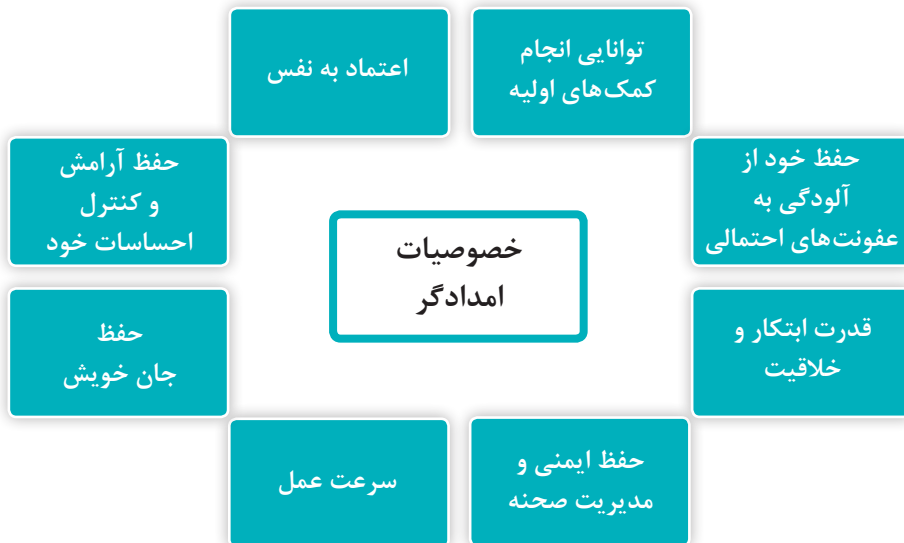 توانایی انجام
کمک‌های اولیه
اعتماد به نفس
حفظ خود از
آلودگی به
عفونت‌های احتمالی
حفظ آرامش
و کنترل
احساسات خود
خصوصیات
امدادگر
قدرت ابتکار و
خلاقیت
حفظ
جان خویش
حفظ ایمنی و
مدیریت صحنه
سرعت عمل